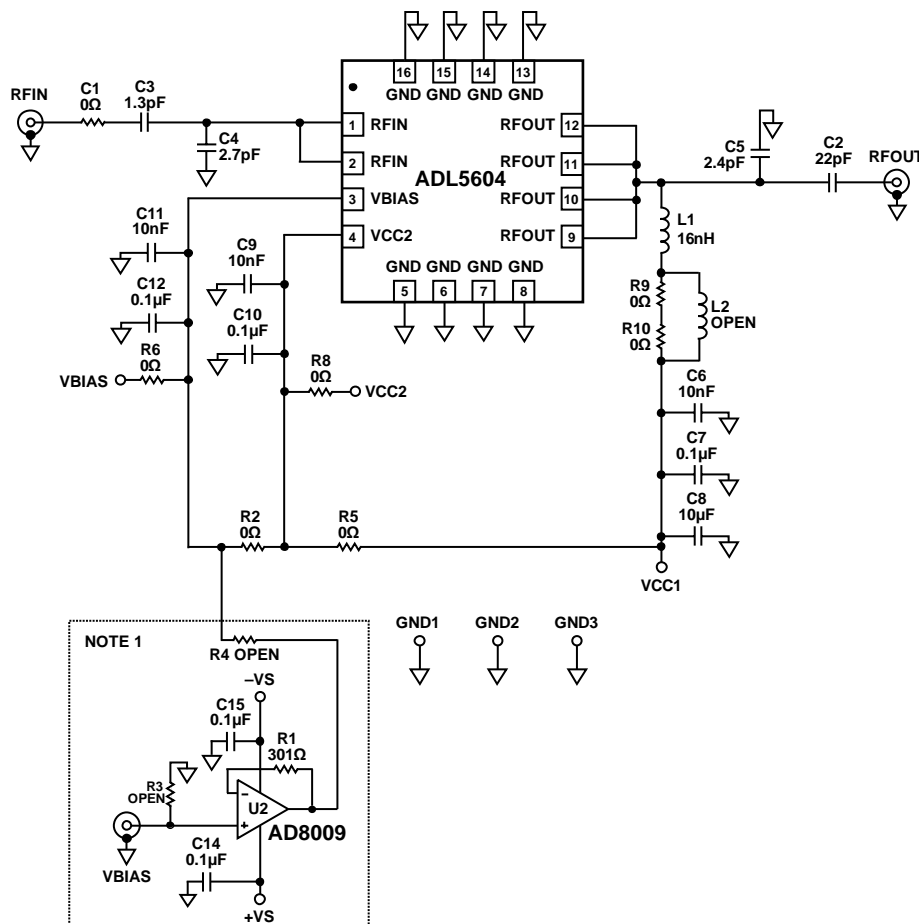 16 15 14 13
GND GND GND GND
RFIN
C1
0Ω
C3
1.3pF
C4
2.7pF
1 RFIN
2 RFIN
3 VBIAS
4 VCC2
ADL5604
RFOUT 12
RFOUT 11
RFOUT 10
RFOUT 9
GND GND GND GND
5 6 7 8
C5
2.4pF
C2
22pF
RFOUT
L1
16nH
R9
0Ω
R10
0Ω
L2
OPEN
C11
10nF
C12
0.1µF
R6
0Ω
VBIAS
C9
10nF
C10
0.1µF
R8
0Ω
VCC2
C6
10nF
C7
0.1µF
C8
10µF
R2
0Ω
R5
0Ω
VCC1
GND1
GND2
GND3
NOTE 1
R4 OPEN
–VS
C15
0.1µF
R1
301Ω
R3
OPEN
–
+
U2
AD8009
VBIAS
C14
0.1µF
+VS